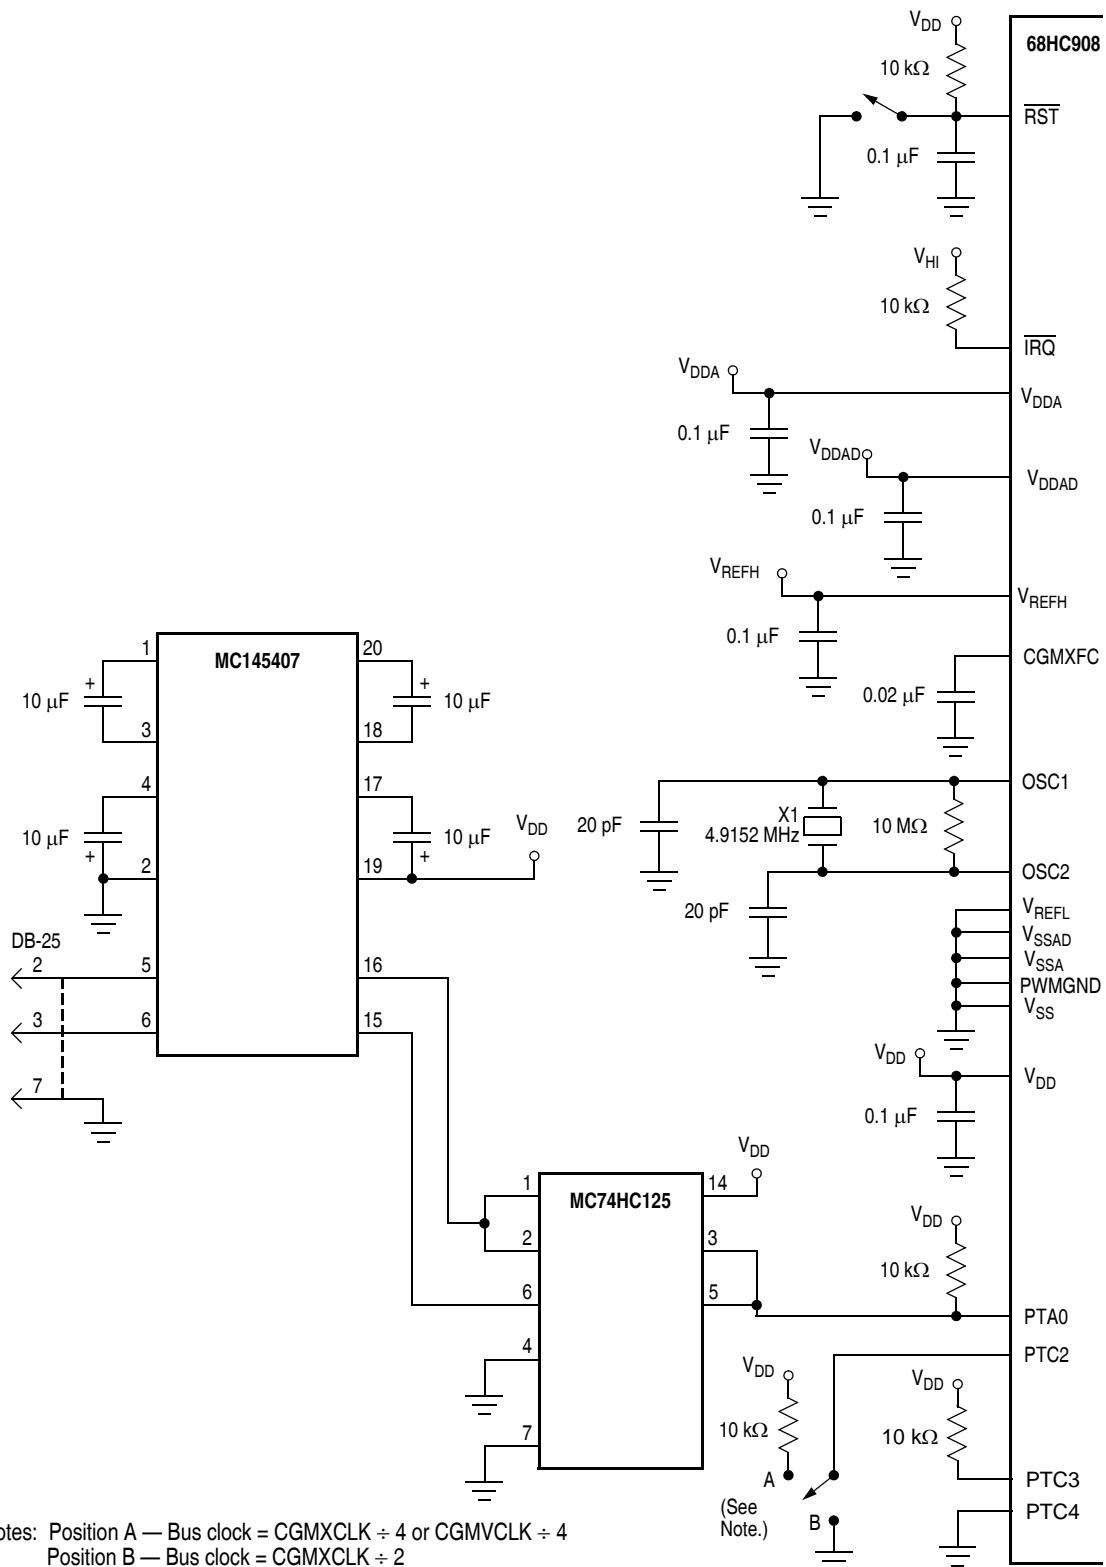 VDD
68HC908
10 kΩ
RST
0.1 µF
VHI
10 kΩ
IRQ
VDDA
VDDA
0.1 µF
VDDAD
VDDAD
0.1 µF
VREFH
VREFH
0.1 µF
CGMXFC
0.02 µF
MC145407
1
20
+
+
10 µF
10 µF
3
18
4
17
10 µF
10 µF
+
+
2
19
VDD
OSC1
20 pF
X1
4.9152 MHz
10 MΩ
OSC2
20 pF
VREFL
VSSAD
VSSA
PWMGND
VSS
DB-25
2
5
16
3
6
15
7
VDD
VDD
0.1 µF
MC74HC125
1
14
VDD
2
3
6
5
4
7
VDD
10 kΩ
PTA0
PTC2
VDD
10 kΩ
VDD
10 kΩ
A
(See
Note.)
B
PTC3
PTC4
otes: Position A — Bus clock = CGMXCLK ÷ 4 or CGMVCLK ÷ 4
Position B — Bus clock = CGMXCLK ÷ 2